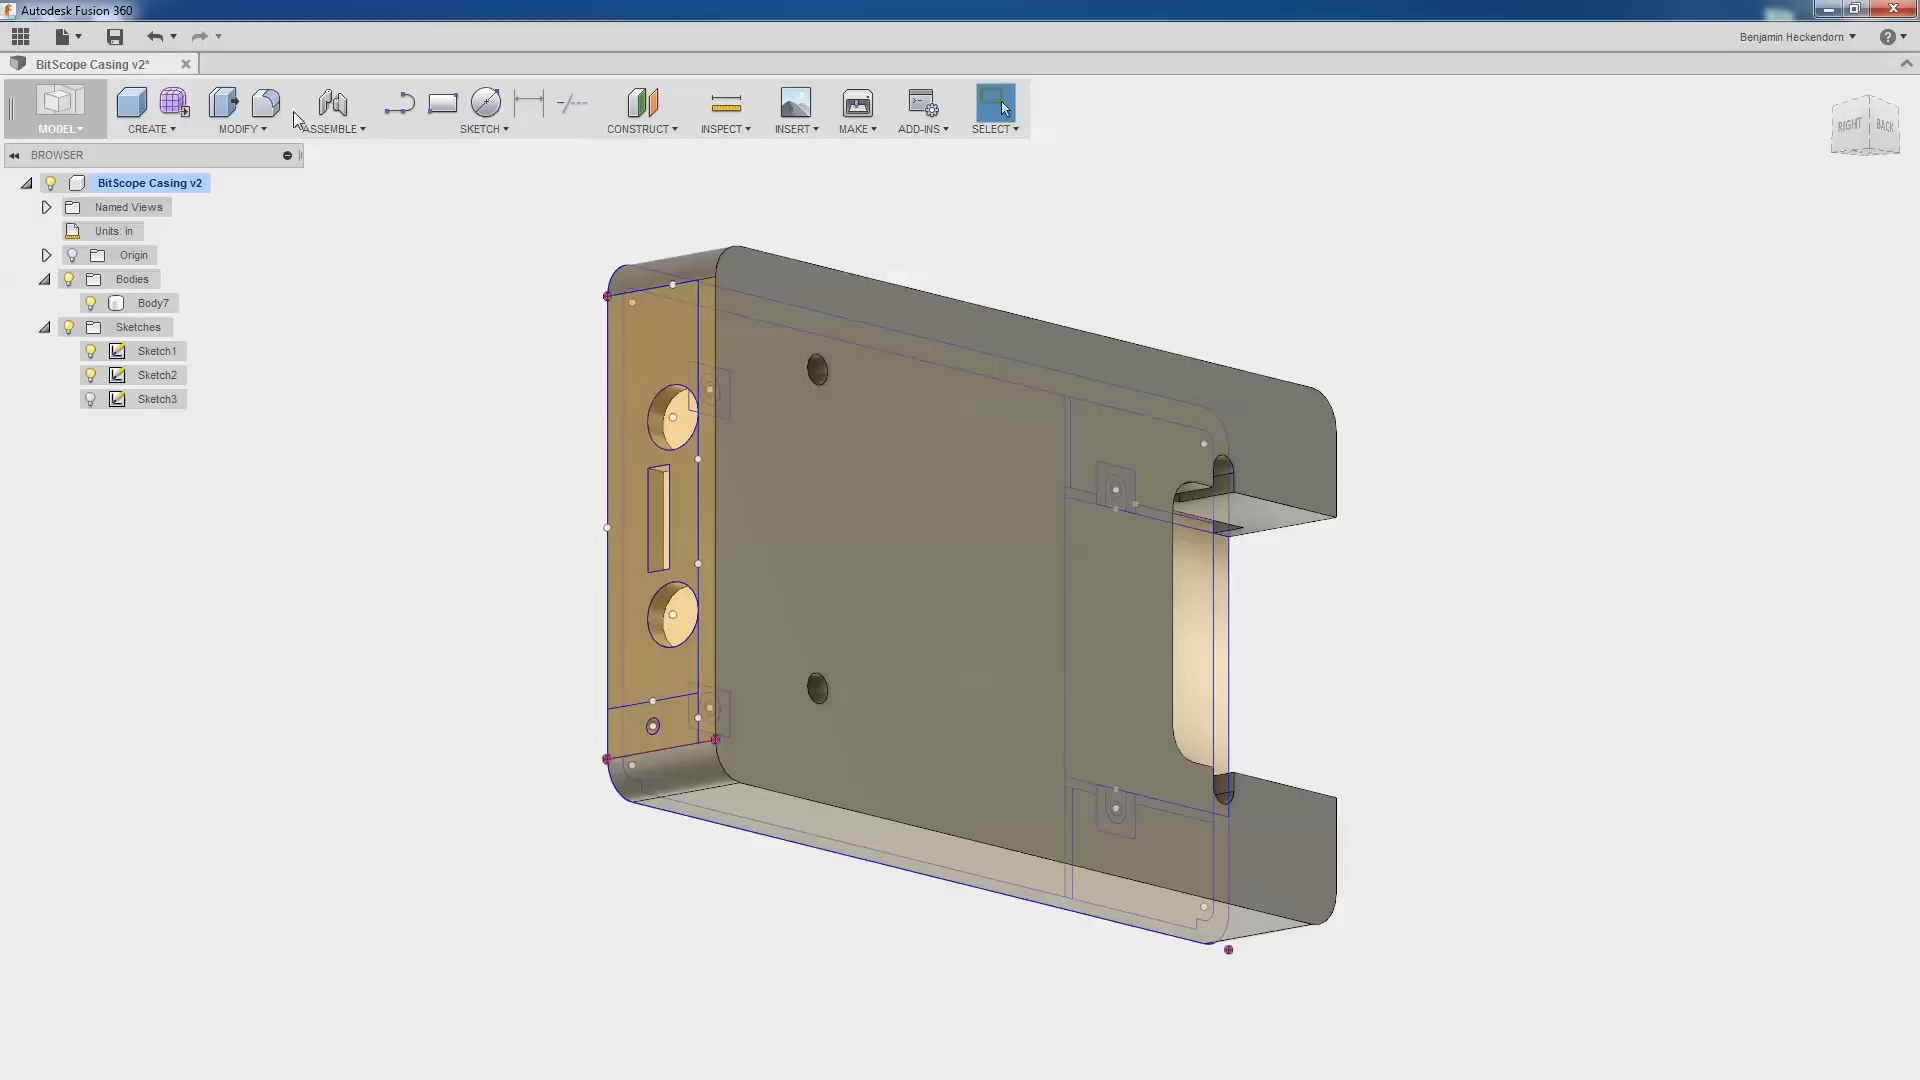 Autodesk Fusion 360
Benjamin Heckendorn
BitScope Casing v2*
MODEL
CREATE
MODIFY
ASSEMBLE
SKETCH
CONSTRUCT
INSPECT
INSERT
MAKE
ADD-INS
SELECT
RIGHT
BACK
BROWSER
BitScope Casing v2
Named Views
Units: in
Origin
Bodies
Body7
Sketches
Sketch1
Sketch2
Sketch3